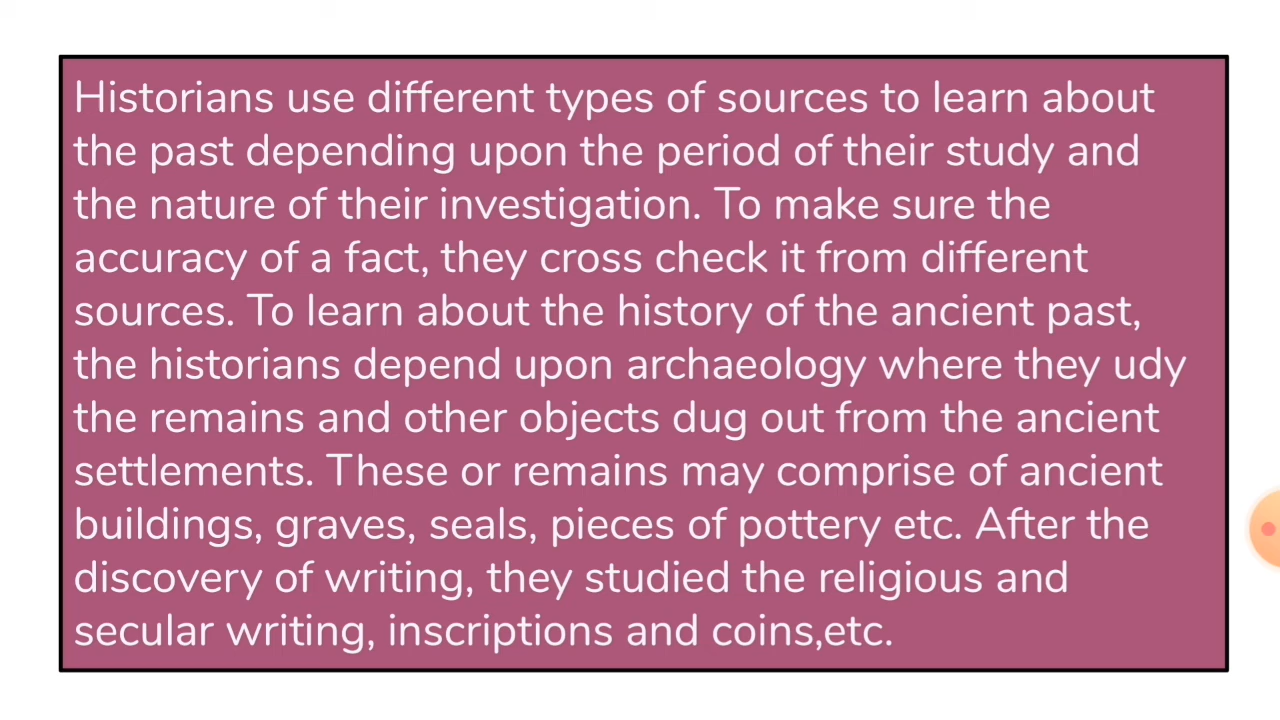 Historians use different types of sources to learn about
the past depending upon the period of their study and
the nature of their investigation. To make sure the
accuracy of a fact, they cross check it from different
sources. To learn about the history of the ancient past,
the historians depend upon archaeology where they udy
the remains and other objects dug out from the ancient
settlements. These or remains may comprise of ancient
buildings, graves, seals, pieces of pottery etc. After the
discovery of writing, they studied the religious and
secular writing, inscriptions and coins,etc.